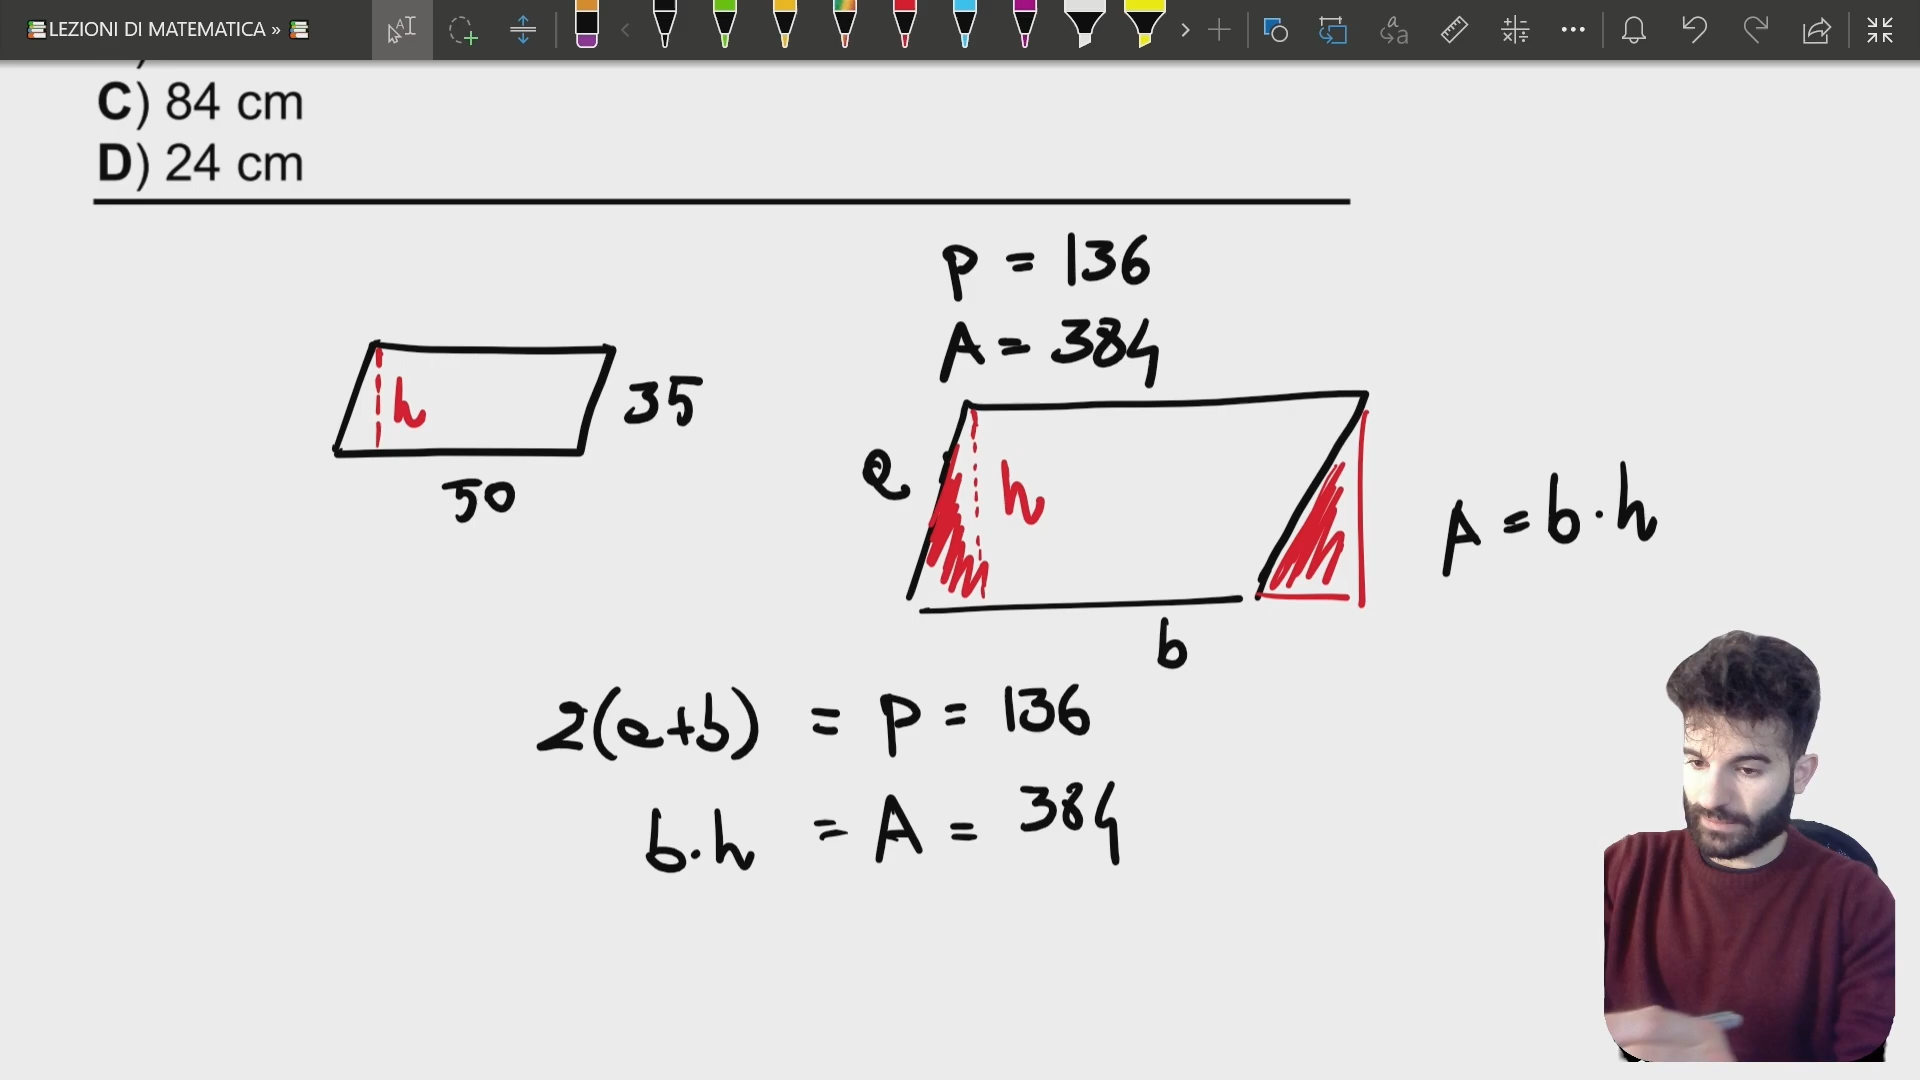 LEZIONI DI MATEMATICA »
C) 84 cm
D) 24 cm
P = 136
A = 384
h
35
50
a
h
b
A = b · h
2(a+b) = P = 136
b · h = A = 384